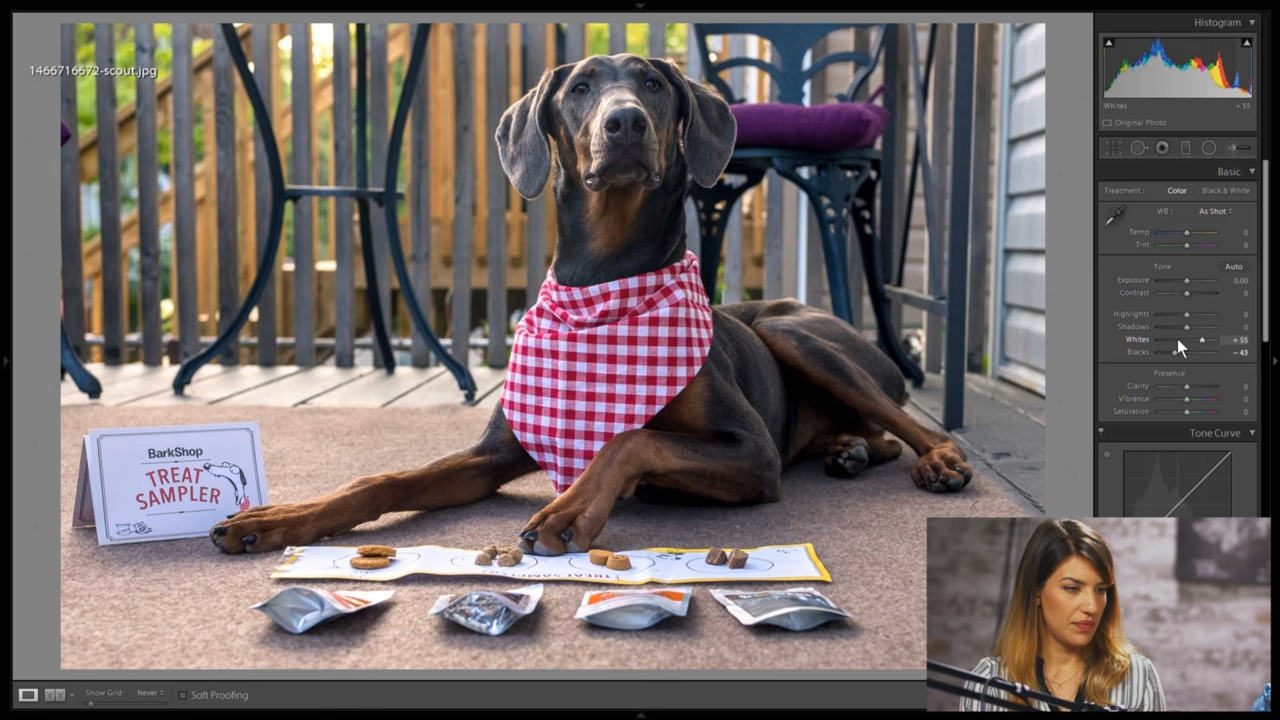 1466716672-scout.jpg
BarkShop
TREAT
SAMPLER
Histogram
Whites + 55
Original Photo
Basic
Treatment : Color Black & White
WB : As Shot
Temp 0
Tint 0
Tone Auto
Exposure 0.00
Contrast 0
Highlights 0
Shadows 0
Whites + 55
Blacks – 43
Presence
Clarity 0
Vibrance 0
Saturation 0
Tone Curve
Show Grid: Never
Soft Proofing